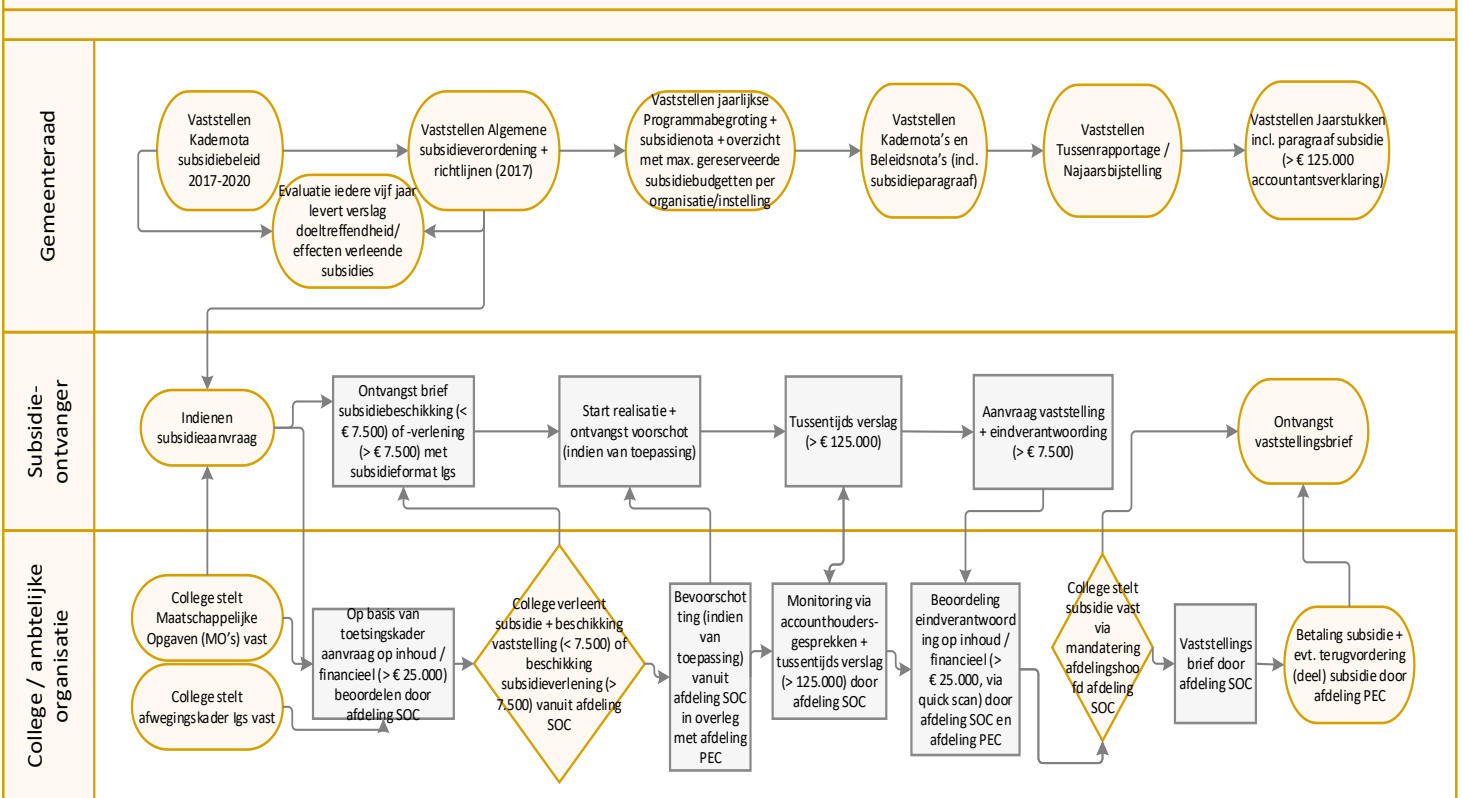 Gemeenteraad
Vaststellen
Kadernota
subsidiebeleid
2017-2020
Vaststellen Algemene
subsidieverordening +
richtlijnen (2017)
Evaluatie iedere vijf jaar
levert verslag
doeltreffendheid/
effecten verleende
subsidies
Vaststellen jaarlijkse
Programmabegroting +
subsidienota + overzicht
met max. gereserveerde
subsidiebudgetten per
organisatie/instelling
Vaststellen
Kadernota’s en
Beleidsnota’s (incl.
subsidieparagraaf)
Vaststellen
Tussenrapportage /
Najaarsbijstelling
Vaststellen Jaarstukken
incl. paragraaf subsidie
(> € 125.000
accountantsverklaring)
Subsidie-
ontvanger
Indienen
subsidieaanvraag
Ontvangst brief
subsidiebeschikking (<
€ 7.500) of -verlening
(> € 7.500) met
subsidieformat lgs
Start realisatie +
ontvangst voorschot
(indien van toepassing)
Tussentijds verslag
(> € 125.000)
Aanvraag vaststelling
+ eindverantwoording
(> € 7.500)
Ontvangst
vaststellingsbrief
College / ambtelijke
organisatie
College stelt
Maatschappelijke
Opgaven (MO’s) vast
College stelt
afwegingskader lgs vast
Op basis van
toetsingskader
aanvraag op inhoud /
financieel (> € 25.000)
beoordelen door
afdeling SOC
College verleent
subsidie + beschikking
vaststelling (< 7.500) of
beschikking
subsidieverlening (>
7.500) vanuit afdeling
SOC
Bevoorschot
ting (indien
van
toepassing)
vanuit
afdeling SOC
in overleg
met afdeling
PEC
Monitoring via
accounthouders-
gesprekken +
tussentijds verslag
(> 125.000) door
afdeling SOC
Beoordeling
eindverantwoord
ing op inhoud /
financieel (>
€ 25.000, via
quick scan) door
afdeling SOC en
afdeling PEC
College stelt
subsidie vast
via
mandatering
afdelingshoo
fd afdeling
SOC
Vaststellings
brief door
afdeling SOC
Betaling subsidie +
evt. terugvordering
(deel) subsidie door
afdeling PEC